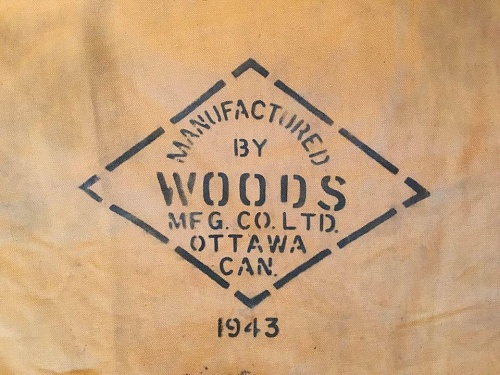 MANUFACTURED
BY
WOODS
MFG. CO. LTD.
OTTAWA
CAN.
1943